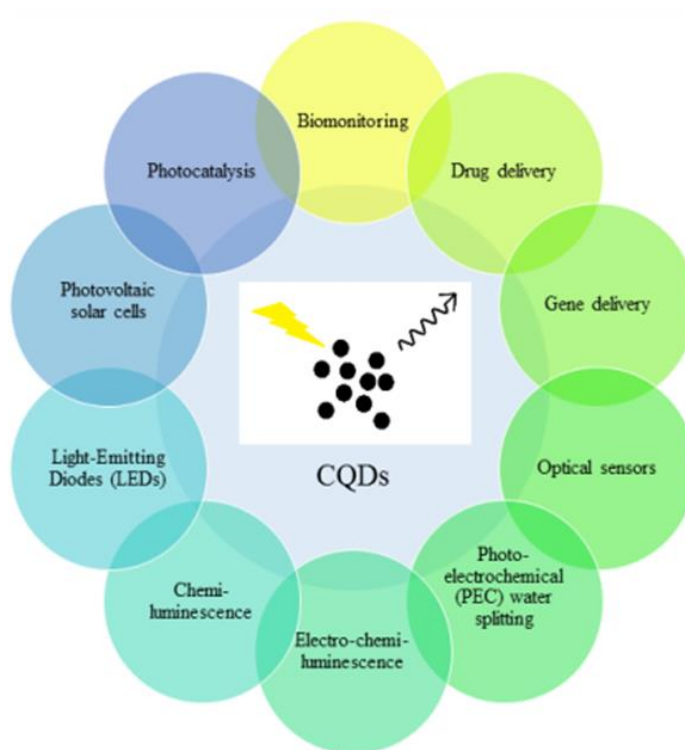 Biomonitoring
Drug delivery
Gene delivery
Optical sensors
Photo-
electrochemical
(PEC) water
splitting
Electro-chemi-
luminescence
Chemi-
luminescence
Light-Emitting
Diodes (LEDs)
Photovoltaic
solar cells
Photocatalysis
CQDs